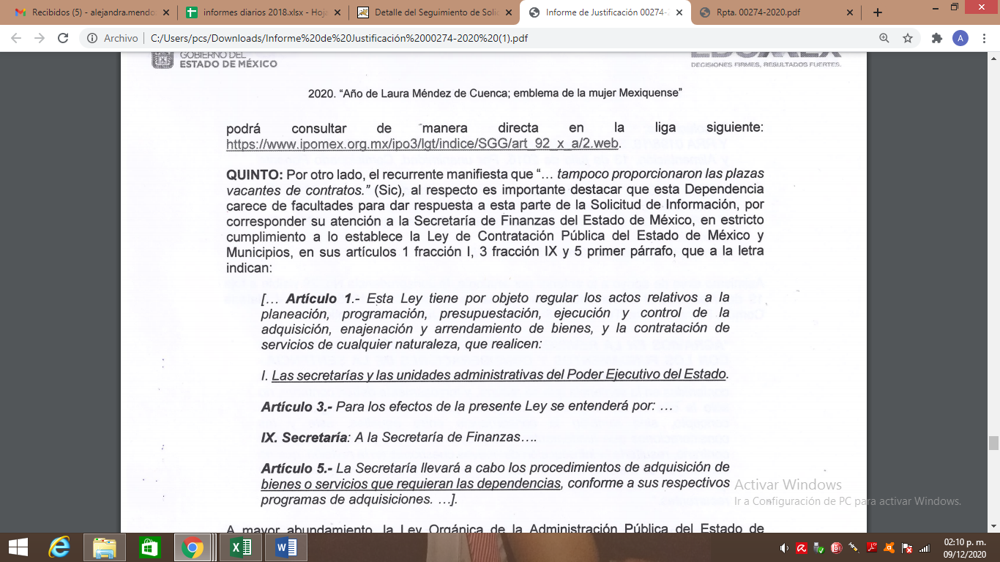 Recibidos (5) - alejandra.mendo
informes diarios 2018.xlsx - Hoja
Detalle del Seguimiento de Solic
Informe de Justificación 00274-2
Rpta. 00274-2020.pdf
Archivo
C:/Users/pcs/Downloads/Informe%20de%20Justificación%2000274-2020%20(1).pdf
A
GOBIERNO DEL
ESTADO DE MÉXICO
EDOMÉX
DECISIONES FIRMES, RESULTADOS FUERTES.
2020. “Año de Laura Méndez de Cuenca; emblema de la mujer Mexiquense”
podrá consultar de manera directa en la liga siguiente:
https://www.ipomex.org.mx/ipo3/lgt/indice/SGG/art_92_x_a/2.web.
QUINTO: Por otro lado, el recurrente manifiesta que “… tampoco proporcionaron las plazas
vacantes de contratos.” (Sic), al respecto es importante destacar que esta Dependencia
carece de facultades para dar respuesta a esta parte de la Solicitud de Información, por
corresponder su atención a la Secretaría de Finanzas del Estado de México, en estricto
cumplimiento a lo establece la Ley de Contratación Pública del Estado de México y
Municipios, en sus artículos 1 fracción I, 3 fracción IX y 5 primer párrafo, que a la letra
indican:
[… Artículo 1.- Esta Ley tiene por objeto regular los actos relativos a la
planeación, programación, presupuestación, ejecución y control de la
adquisición, enajenación y arrendamiento de bienes, y la contratación de
servicios de cualquier naturaleza, que realicen:
I. Las secretarías y las unidades administrativas del Poder Ejecutivo del Estado.
Artículo 3.- Para los efectos de la presente Ley se entenderá por: …
IX. Secretaría: A la Secretaría de Finanzas….
Artículo 5.- La Secretaría llevará a cabo los procedimientos de adquisición de
bienes o servicios que requieran las dependencias, conforme a sus respectivos
programas de adquisiciones. …].
Activar Windows
Ir a Configuración de PC para activar Windows.
A mayor abundamiento, la Ley Orgánica de la Administración Pública del Estado de
02:10 p. m.
09/12/2020